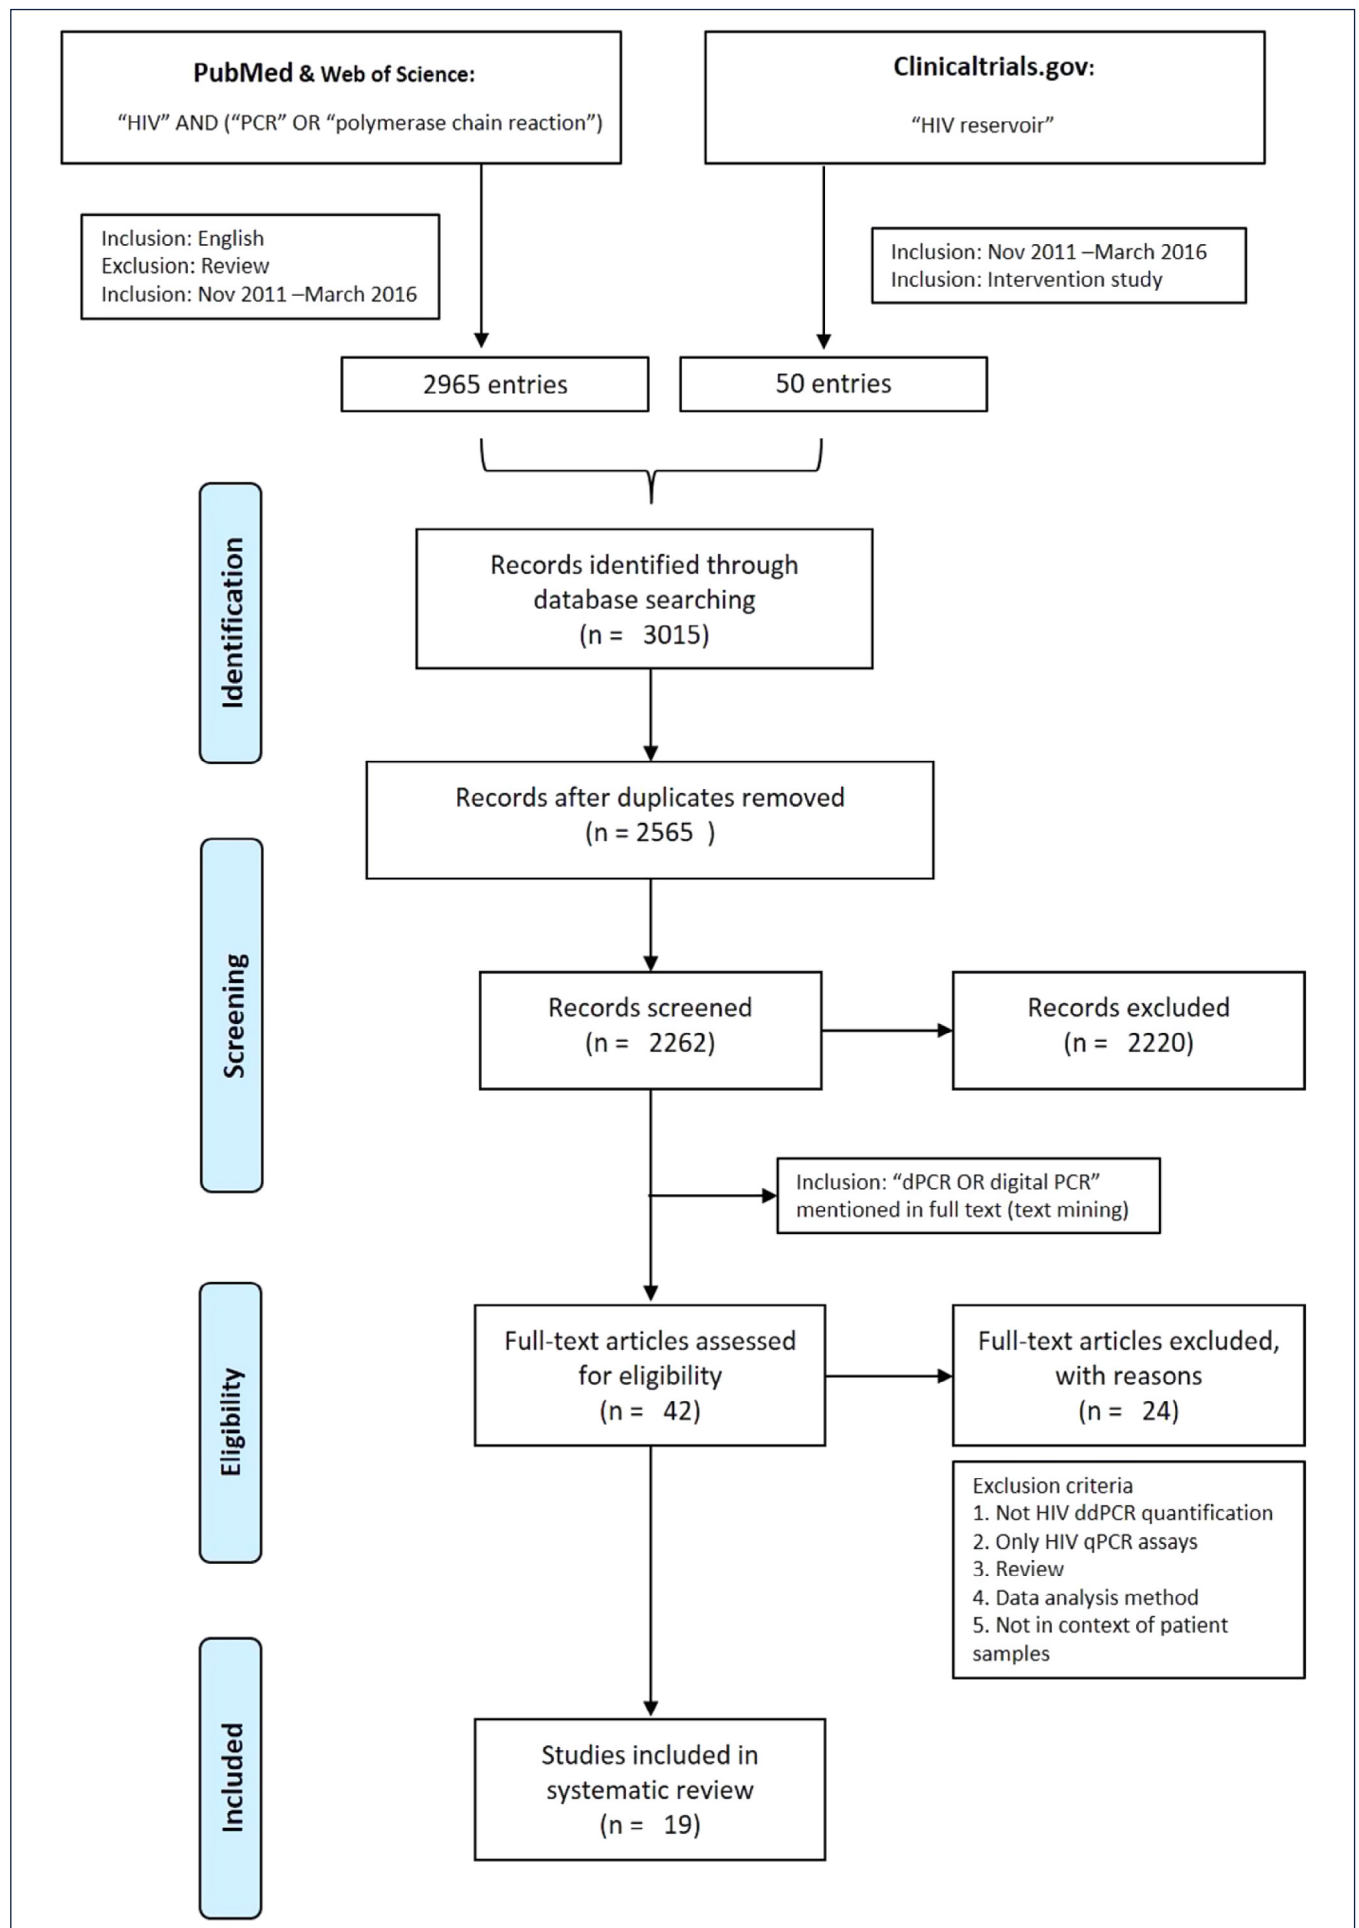 PubMed & Web of Science:
“HIV” AND (“PCR” OR “polymerase chain reaction”)
Clinicaltrials.gov:
“HIV reservoir”
Inclusion: English
Exclusion: Review
Inclusion: Nov 2011 –March 2016
Inclusion: Nov 2011 –March 2016
Inclusion: Intervention study
2965 entries
50 entries
Identification
Records identified through
database searching
(n = 3015)
Records after duplicates removed
(n = 2565 )
Screening
Records screened
(n = 2262)
Records excluded
(n = 2220)
Inclusion: “dPCR OR digital PCR”
mentioned in full text (text mining)
Eligibility
Full-text articles assessed
for eligibility
(n = 42)
Full-text articles excluded,
with reasons
(n = 24)
Exclusion criteria
1. Not HIV ddPCR quantification
2. Only HIV qPCR assays
3. Review
4. Data analysis method
5. Not in context of patient
samples
Included
Studies included in
systematic review
(n = 19)